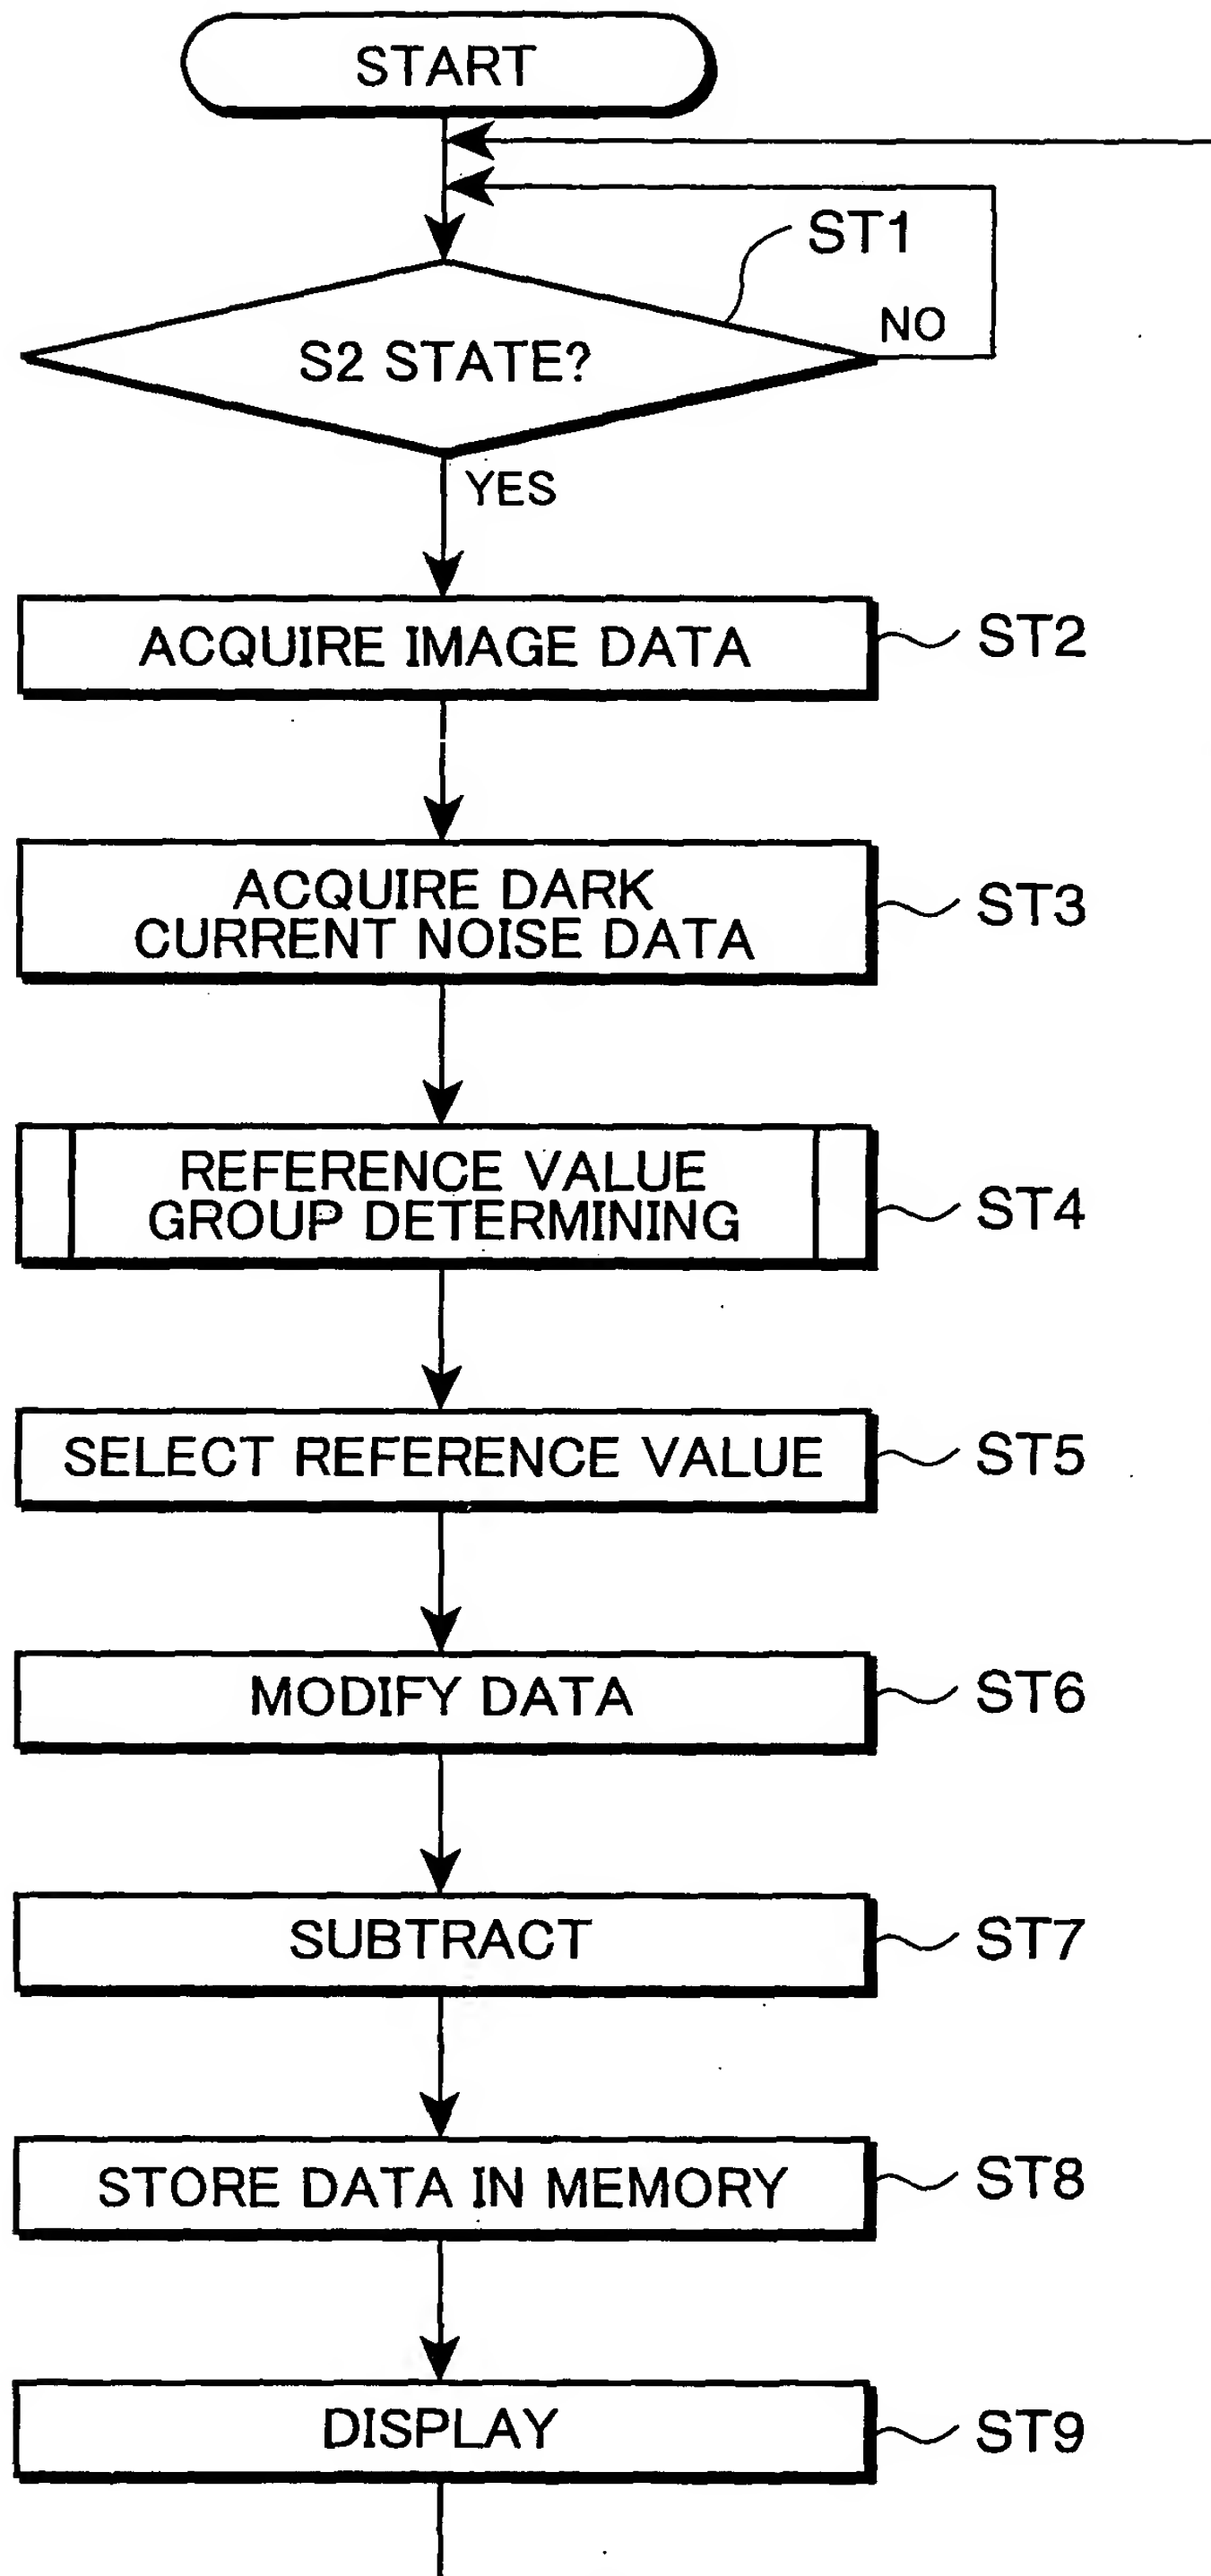 START
ST1
NO
S2 STATE?
YES
ACQUIRE IMAGE DATA
ST2
ACQUIRE DARK
CURRENT NOISE DATA
ST3
REFERENCE VALUE
GROUP DETERMINING
ST4
SELECT REFERENCE VALUE
ST5
MODIFY DATA
ST6
SUBTRACT
ST7
STORE DATA IN MEMORY
ST8
DISPLAY
ST9